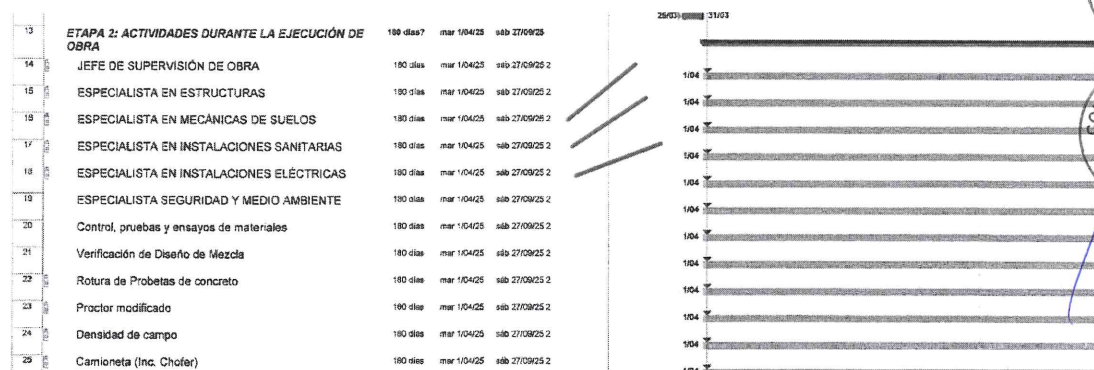 25/03 31/03
13 ETAPA 2: ACTIVIDADES DURANTE LA EJECUCIÓN DE OBRA 180 días? mar 1/04/25 sáb 27/09/25
14 JEFE DE SUPERVISIÓN DE OBRA 180 días mar 1/04/25 sáb 27/09/25 2 1/04
15 ESPECIALISTA EN ESTRUCTURAS 180 días mar 1/04/25 sáb 27/09/25 2 1/04
16 ESPECIALISTA EN MECÁNICAS DE SUELOS 180 días mar 1/04/25 sáb 27/09/25 2 1/04
17 ESPECIALISTA EN INSTALACIONES SANITARIAS 180 días mar 1/04/25 sáb 27/09/25 2 1/04
18 ESPECIALISTA EN INSTALACIONES ELÉCTRICAS 180 días mar 1/04/25 sáb 27/09/25 2 1/04
19 ESPECIALISTA SEGURIDAD Y MEDIO AMBIENTE 180 días mar 1/04/25 sáb 27/09/25 2 1/04
20 Control, pruebas y ensayos de materiales 180 días mar 1/04/25 sáb 27/09/25 2 1/04
21 Verificación de Diseño de Mezcla 180 días mar 1/04/25 sáb 27/09/25 2 1/04
22 Rotura de Probetas de concreto 180 días mar 1/04/25 sáb 27/09/25 2 1/04
23 Proctor modificado 180 días mar 1/04/25 sáb 27/09/25 2 1/04
24 Densidad de campo 180 días mar 1/04/25 sáb 27/09/25 2 1/04
25 Camioneta (Inc. Chofer) 180 días mar 1/04/25 sáb 27/09/25 2 1/04